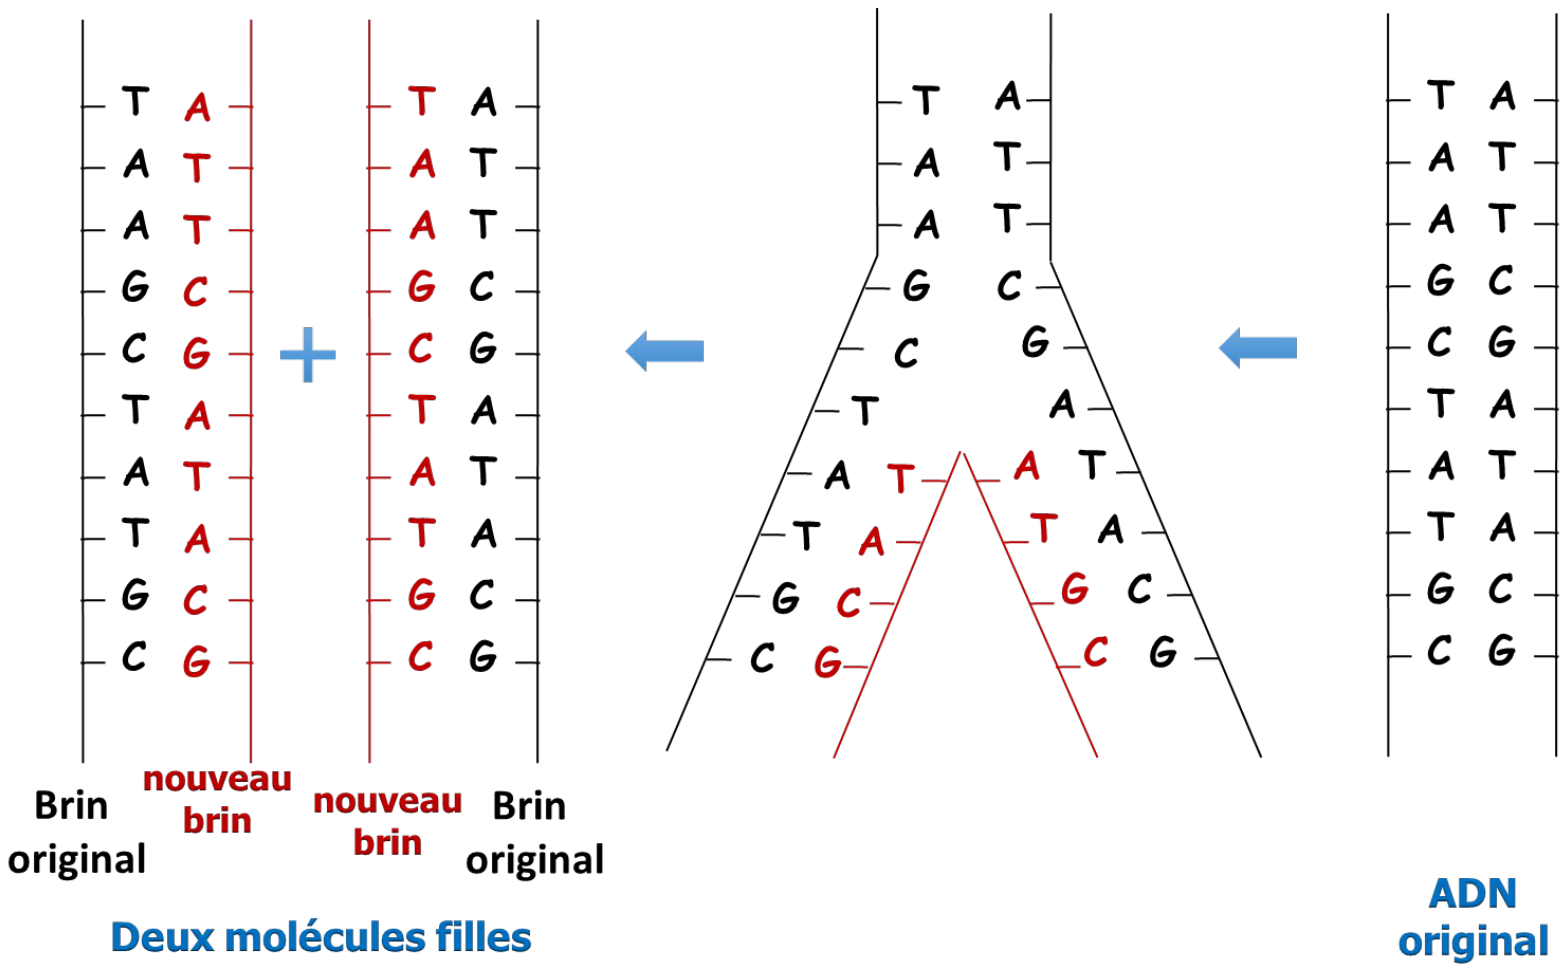 T A T A T A T A
A T A T A T A T
A T A T A T A T
G C G C G C G C
C G C G C G C G
T A T A T A T A
A T A T A T A T A T
T A T A T A T A T A
G C G C G C G C G C
C G C G C G C G C G
Brin original
nouveau brin
nouveau brin
Brin original
Deux molécules filles
ADN original